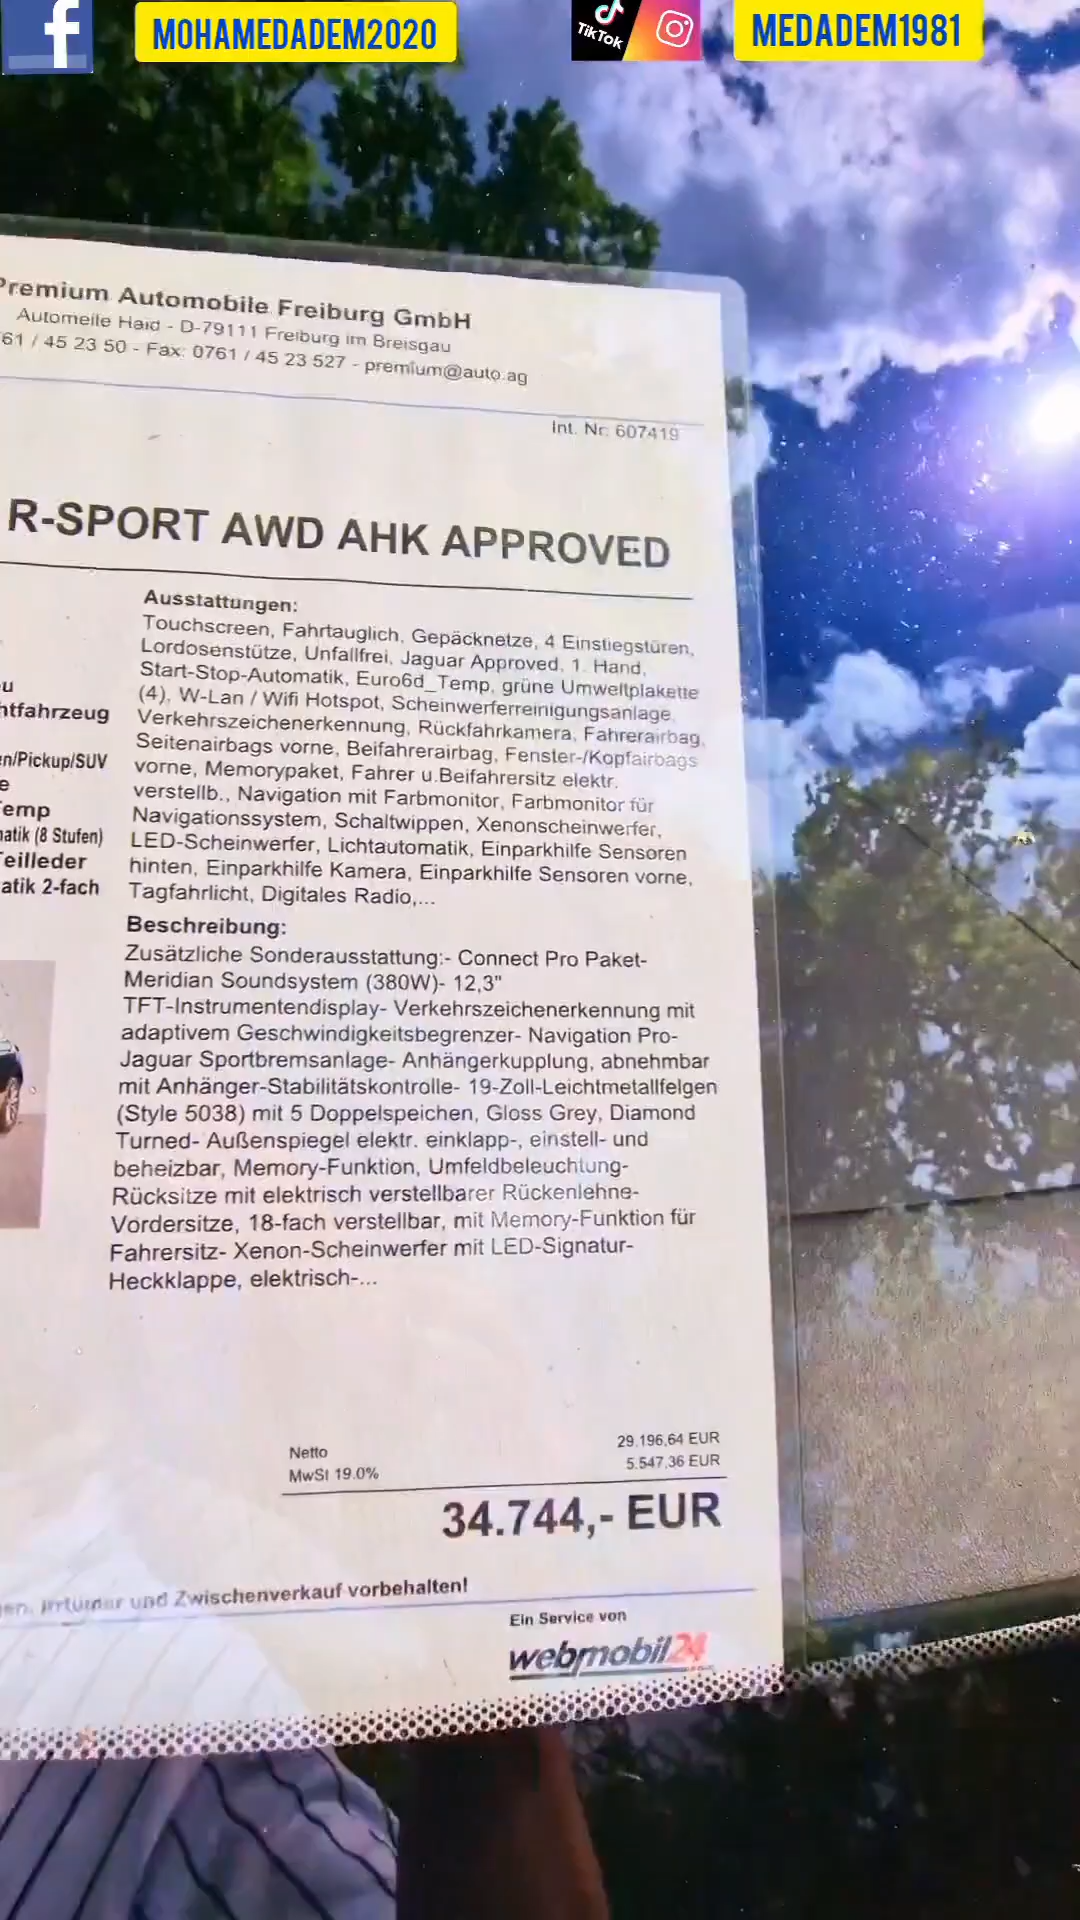 f
MOHAMEDADEM2020
TikTok
MEDADEM1981
Premium Automobile Freiburg GmbH
Automeile Haid - D-79111 Freiburg im Breisgau
61 / 45 23 50 - Fax: 0761 / 45 23 527 - premium@auto.ag
Int. Nr. 607419
R-SPORT AWD AHK APPROVED
Ausstattungen:
Touchscreen, Fahrtauglich, Gepäcknetze, 4 Einstiegstüren,
Lordosenstütze, Unfallfrei, Jaguar Approved, 1. Hand,
Start-Stop-Automatik, Euro6d_Temp, grüne Umweltplakette
(4), W-Lan / Wifi Hotspot, Scheinwerferreinigungsanlage,
Verkehrszeichenerkennung, Rückfahrkamera, Fahrerairbag,
Seitenairbags vorne, Beifahrerairbag, Fenster-/Kopfairbags
vorne, Memorypaket, Fahrer u.Beifahrersitz elektr.
verstellb., Navigation mit Farbmonitor, Farbmonitor für
Navigationssystem, Schaltwippen, Xenonscheinwerfer,
LED-Scheinwerfer, Lichtautomatik, Einparkhilfe Sensoren
hinten, Einparkhilfe Kamera, Einparkhilfe Sensoren vorne,
Tagfahrlicht, Digitales Radio,...
u
htfahrzeug
en/Pickup/SUV
e
emp
natik (8 Stufen)
eilleder
atik 2-fach
Beschreibung:
Zusätzliche Sonderausstattung:- Connect Pro Paket-
Meridian Soundsystem (380W)- 12,3"
TFT-Instrumentendisplay- Verkehrszeichenerkennung mit
adaptivem Geschwindigkeitsbegrenzer- Navigation Pro-
Jaguar Sportbremsanlage- Anhängerkupplung, abnehmbar
mit Anhänger-Stabilitätskontrolle- 19-Zoll-Leichtmetallfelgen
(Style 5038) mit 5 Doppelspeichen, Gloss Grey, Diamond
Turned- Außenspiegel elektr. einklapp-, einstell- und
beheizbar, Memory-Funktion, Umfeldbeleuchtung-
Rücksitze mit elektrisch verstellbarer Rückenlehne-
Vordersitze, 18-fach verstellbar, mit Memory-Funktion für
Fahrersitz- Xenon-Scheinwerfer mit LED-Signatur-
Heckklappe, elektrisch-...
Netto 29.196,64 EUR
MwSt 19.0% 5.547,36 EUR
34.744,- EUR
en, Irrtümer und Zwischenverkauf vorbehalten!
Ein Service von
webmobil24